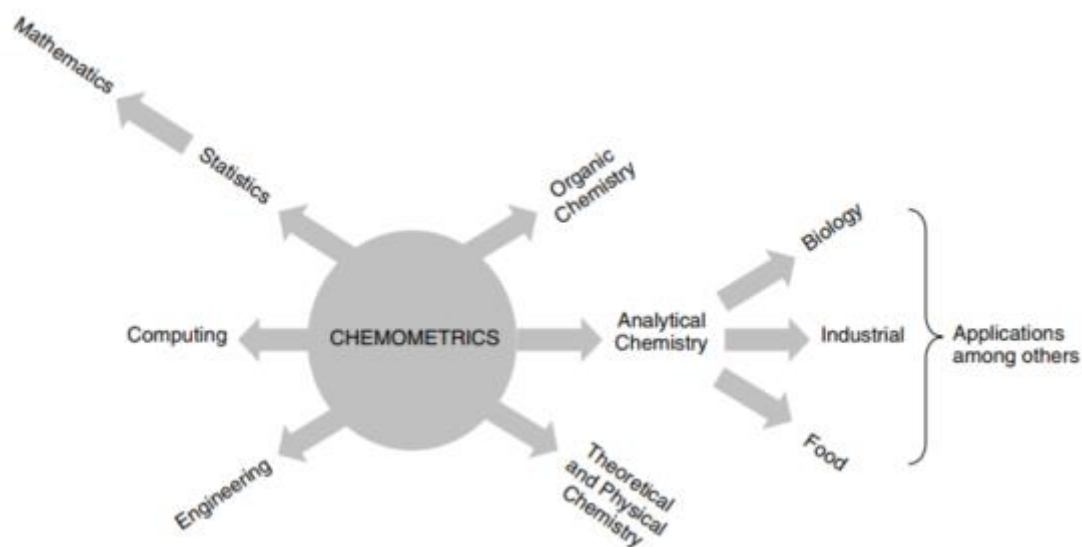 Mathematics
Statistics
Organic
Chemistry
Biology
Computing
CHEMOMETRICS
Analytical
Chemistry
Industrial
Applications
among others
Engineering
Theoretical
and Physical
Chemistry
Food